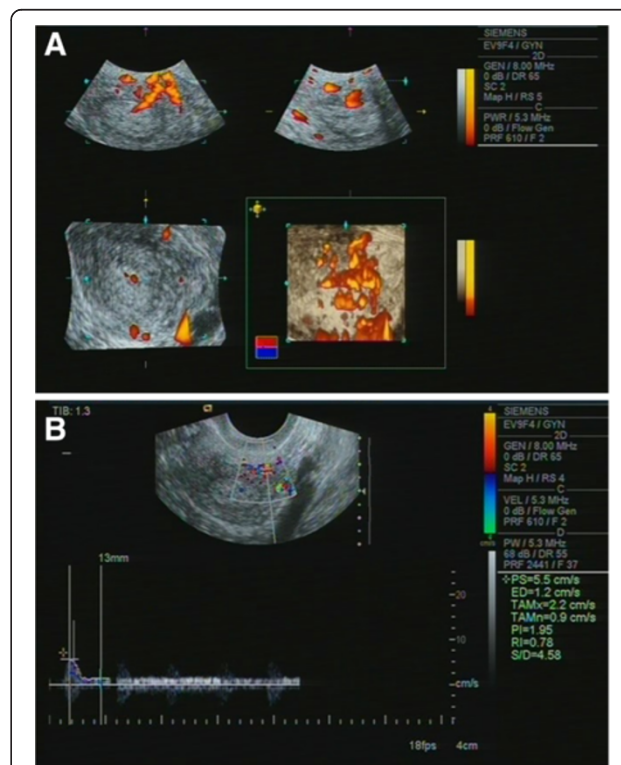 A
SIEMENS
EV9F4 / GYN
2D
GEN / 8.00 MHz
0 dB / DR 65
SC 2
Map H / RS 5
C
PWR / 5.3 MHz
0 dB / Flow Gen
PRF 610 / F 2
B
TIB: 1.3
4
cm/s
SIEMENS
EV9F4 / GYN
2D
GEN / 8.00 MHz
0 dB / DR 65
SC 2
Map H / RS 4
C
VEL / 5.3 MHz
0 dB / Flow Gen
PRF 610 / F 2
D
PW / 5.3 MHz
68 dB / DR 55
PRF 2441 / F 37
PS=5.5 cm/s
ED=1.2 cm/s
TAMx=2.2 cm/s
TAMn=0.9 cm/s
PI=1.95
RI=0.78
S/D=4.58
13mm
20
10
cm/s
18fps 4cm